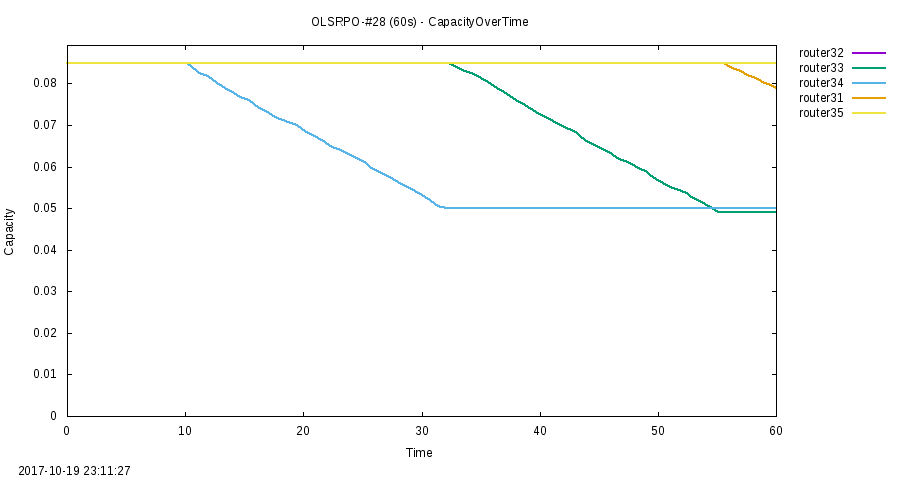 OLSRPO-#28 (60s) - CapacityOverTime
router32
router33
router34
router31
router35
0.08
0.07
0.06
0.05
0.04
0.03
0.02
0.01
0
Capacity
0 10 20 30 40 50 60
Time
2017-10-19 23:11:27